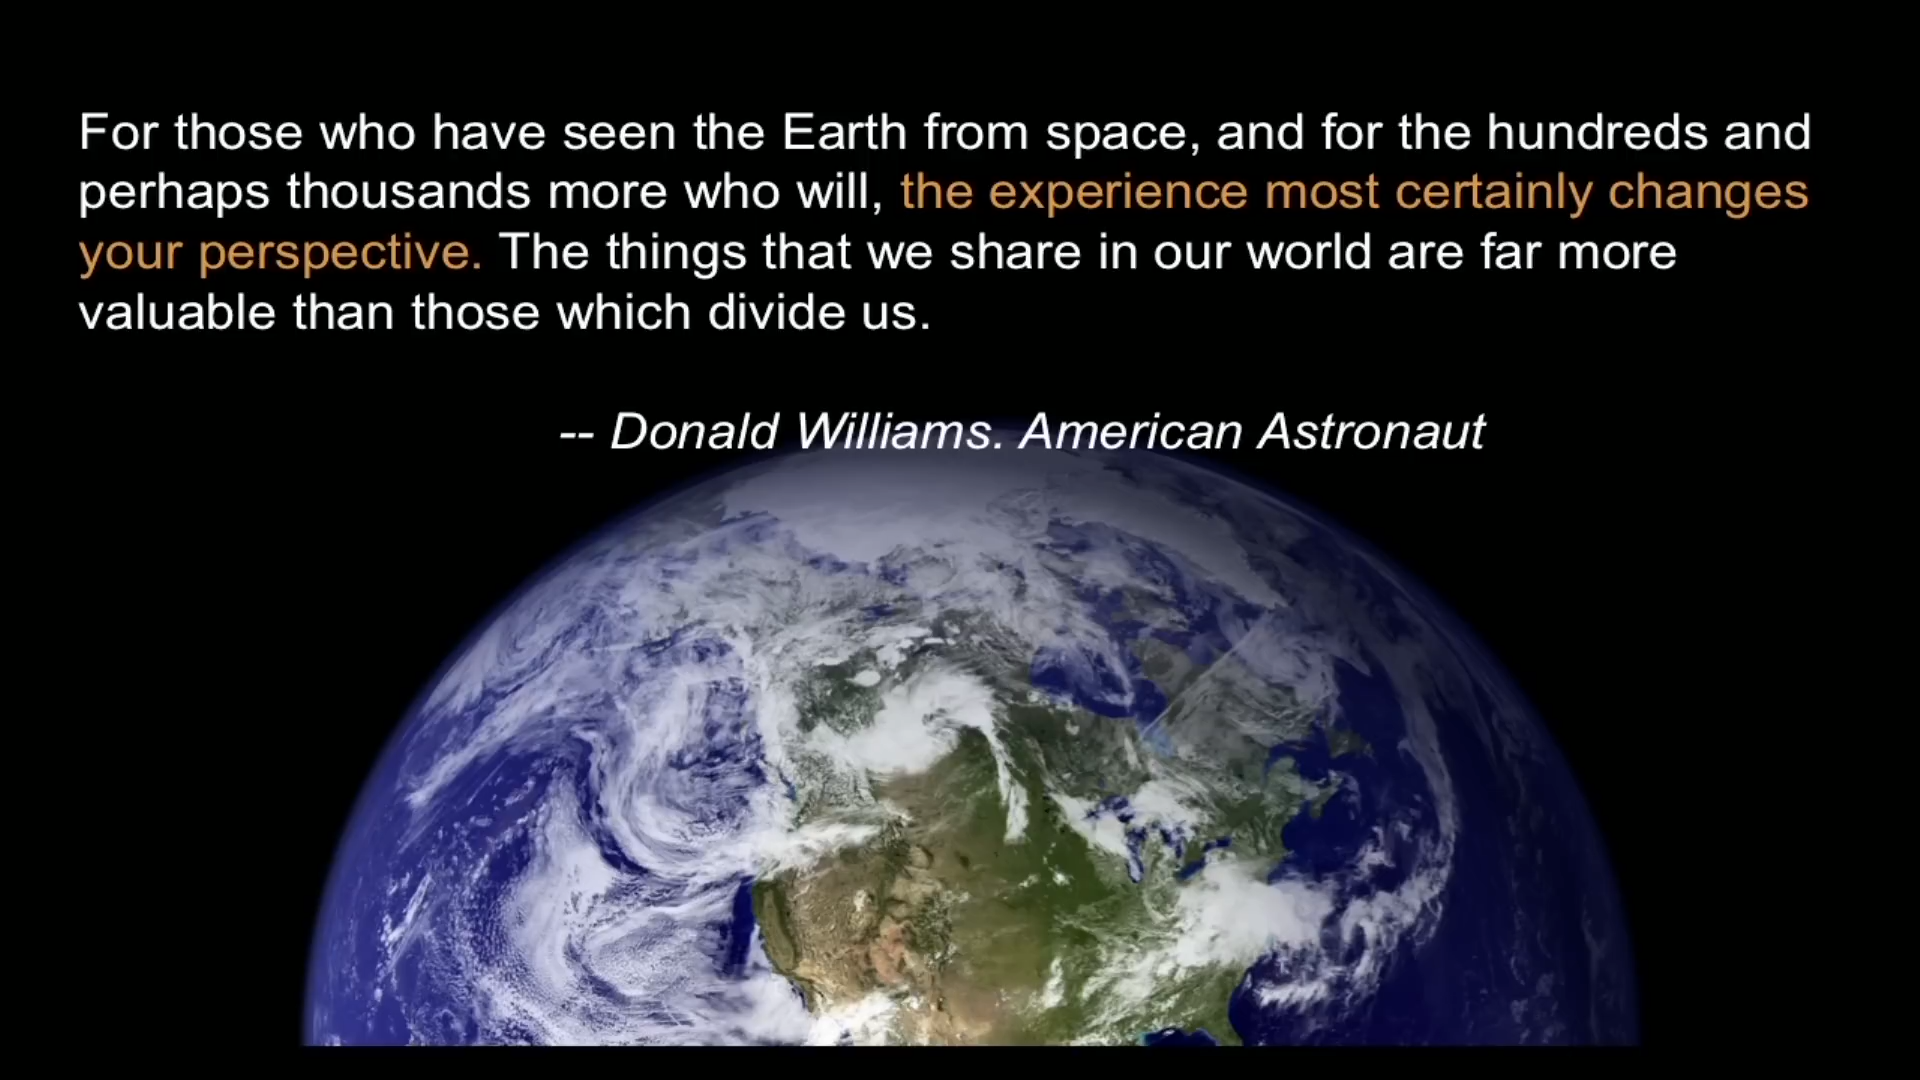 For those who have seen the Earth from space, and for the hundreds and
perhaps thousands more who will, the experience most certainly changes
your perspective. The things that we share in our world are far more
valuable than those which divide us.
-- Donald Williams. American Astronaut